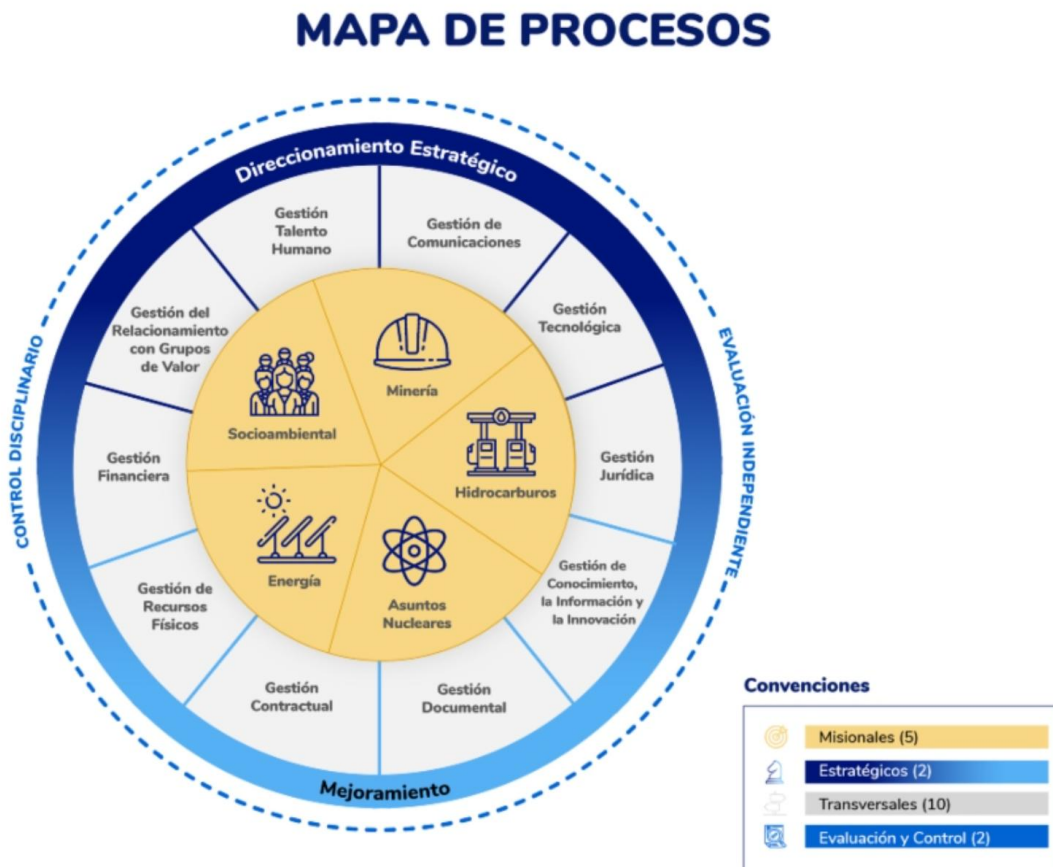 MAPA DE PROCESOS
Direccionamiento Estratégico
Gestión
Talento
Humano
Gestión de
Comunicaciones
Gestión
Tecnológica
Gestión
Jurídica
Gestión de
Conocimiento,
la Información y
la Innovación
Gestión
Documental
Gestión
Contractual
Gestión de
Recursos
Físicos
Gestión
Financiera
Gestión del
Relacionamiento
con Grupos
de Valor
Minería
Hidrocarburos
Asuntos
Nucleares
Energía
Socioambiental
Mejoramiento
CONTROL DISCIPLINARIO
EVALUACIÓN INDEPENDIENTE
Convenciones
Misionales (5)
Estratégicos (2)
Transversales (10)
Evaluación y Control (2)